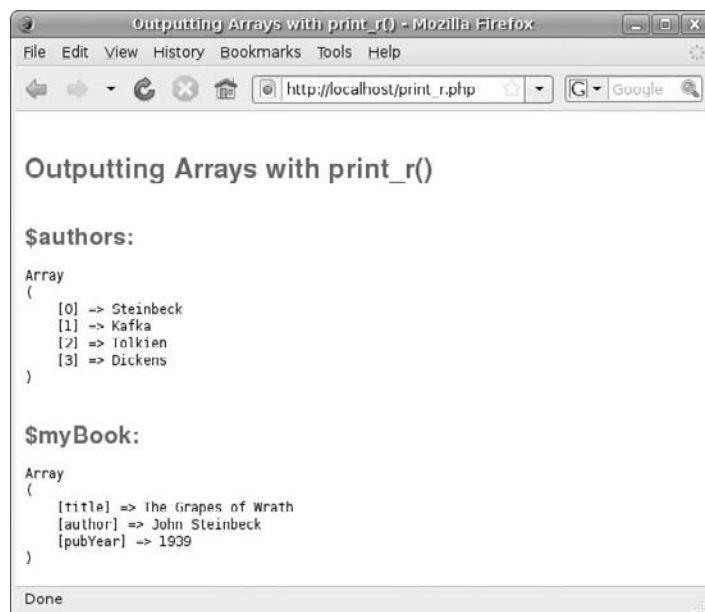 Outputting Arrays with print_r() - Mozilla Firefox
File Edit View History Bookmarks Tools Help
http://localhost/print_r.php
G Google
Outputting Arrays with print_r()
$authors:
Array
(
[0] => Steinbeck
[1] => Kafka
[2] => Tolkien
[3] => Dickens
)
$myBook:
Array
(
[title] => The Grapes of Wrath
[author] => John Steinbeck
[pubYear] => 1939
)
Done